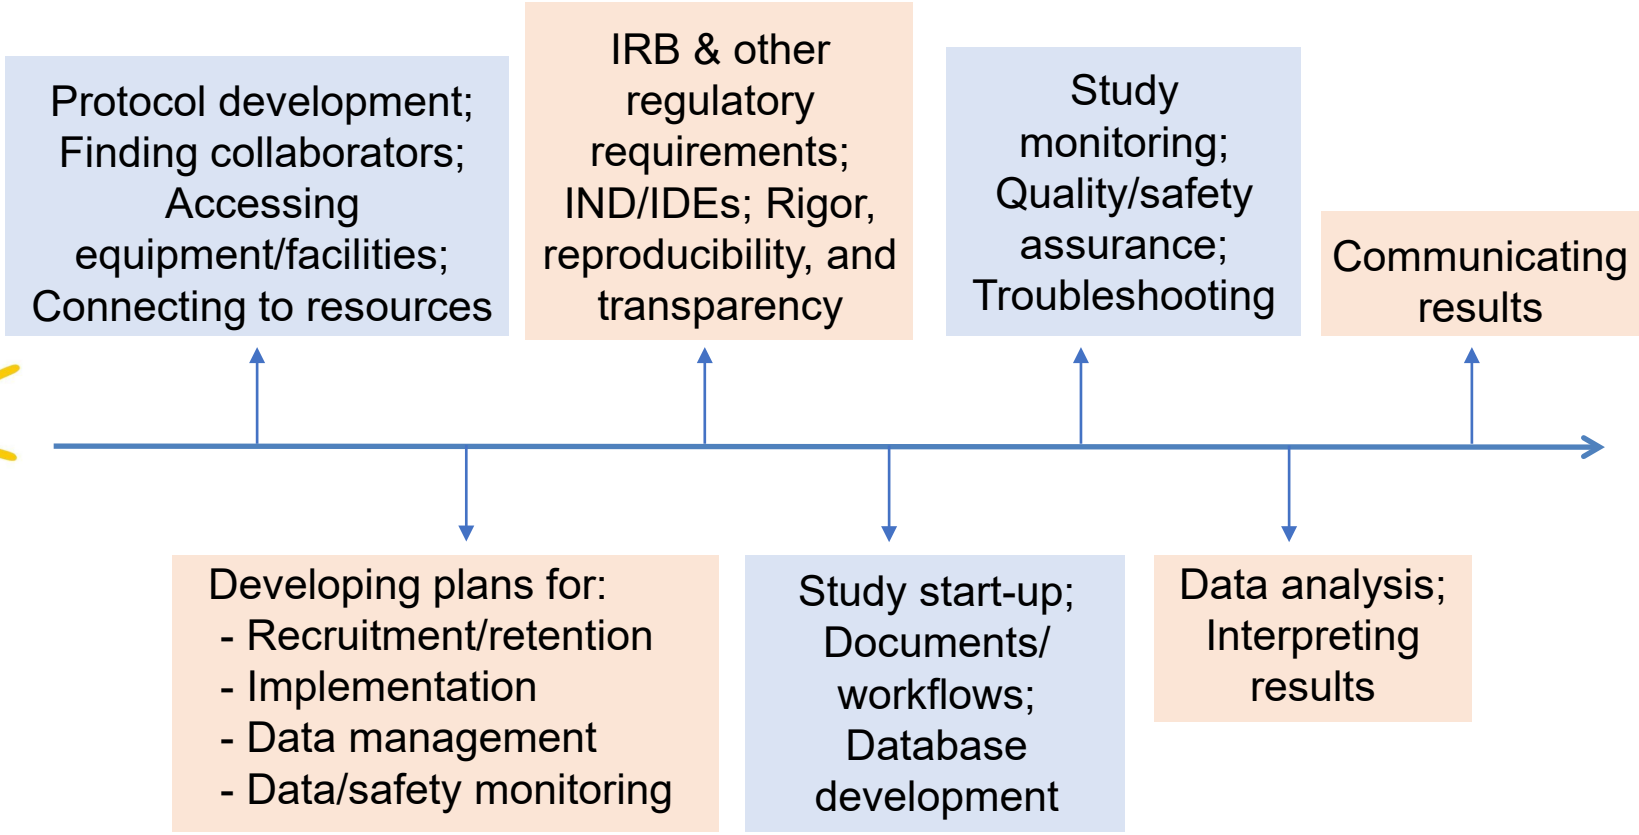 Protocol development;
Finding collaborators;
Accessing
equipment/facilities;
Connecting to resources
IRB & other
regulatory
requirements;
IND/IDEs; Rigor,
reproducibility, and
transparency
Study
monitoring;
Quality/safety
assurance;
Troubleshooting
Communicating
results
Developing plans for:
- Recruitment/retention
- Implementation
- Data management
- Data/safety monitoring
Study start-up;
Documents/
workflows;
Database
development
Data analysis;
Interpreting
results